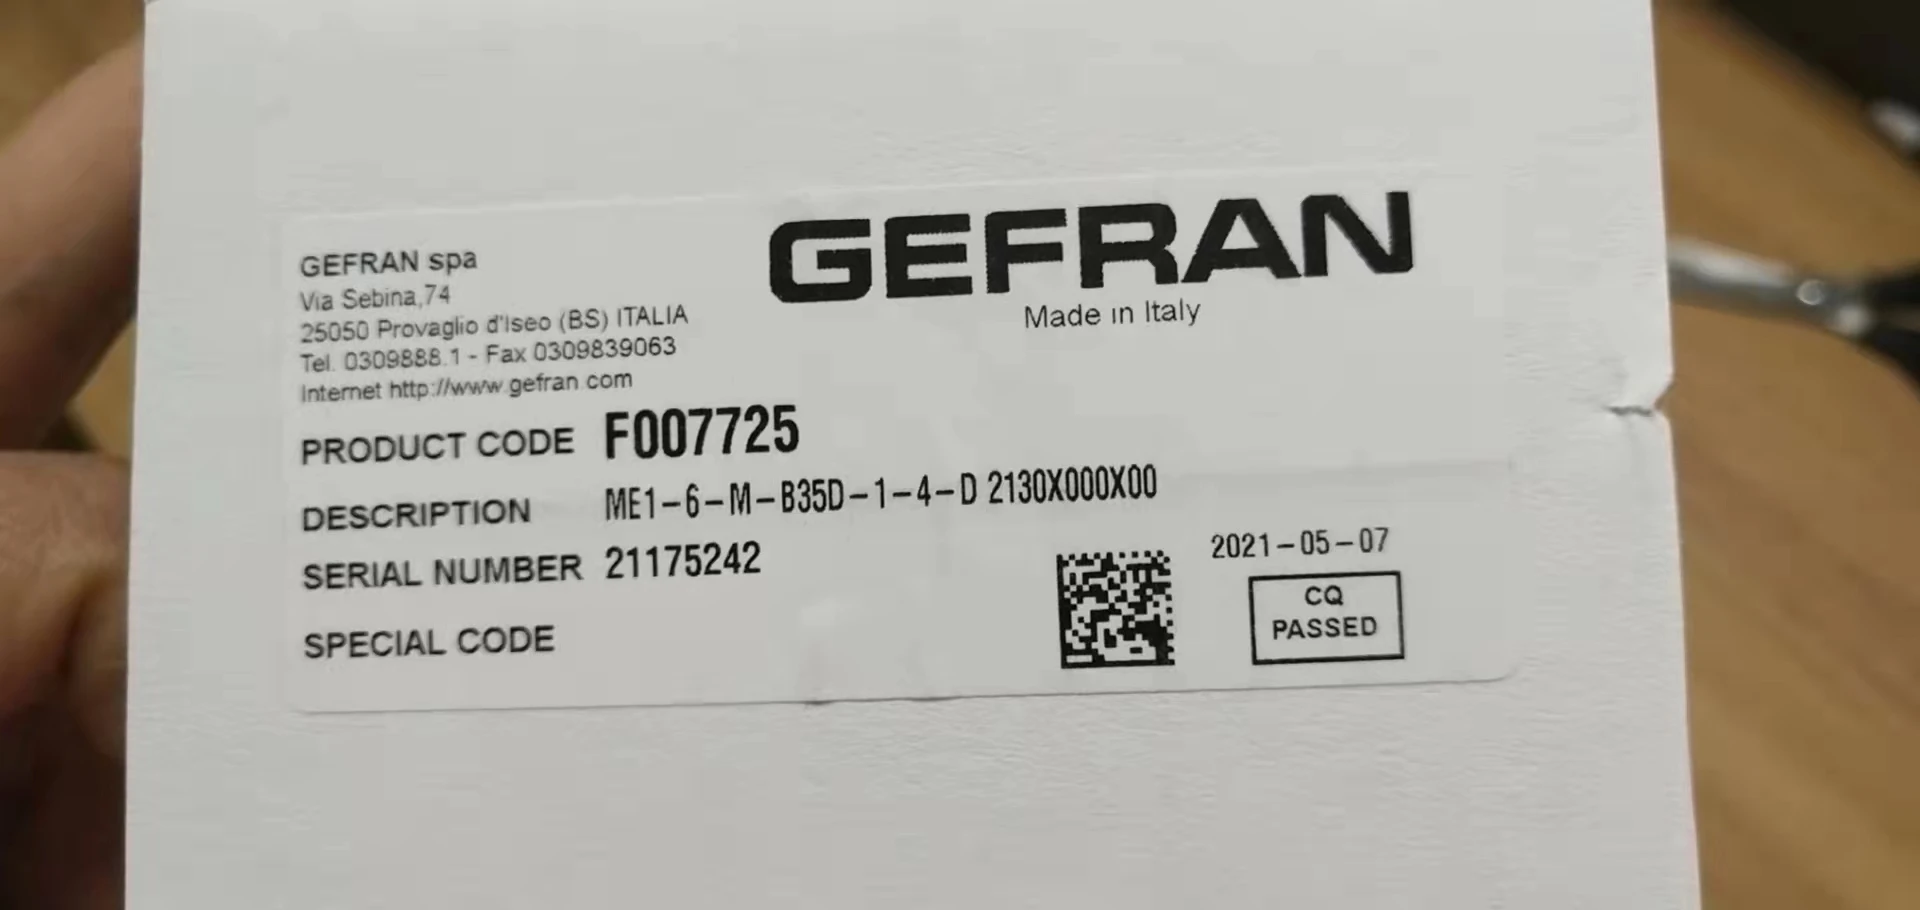 GEFRAN
Made in Italy
GEFRAN spa
Via Sebina,74
25050 Provaglio d'Iseo (BS) ITALIA
Tel. 0309888.1 - Fax 0309839063
Internet http://www.gefran.com
PRODUCT CODE F007725
DESCRIPTION ME1-6-M-B35D-1-4-D 2130X000X00
SERIAL NUMBER 21175242
SPECIAL CODE
2021-05-07
CQ
PASSED